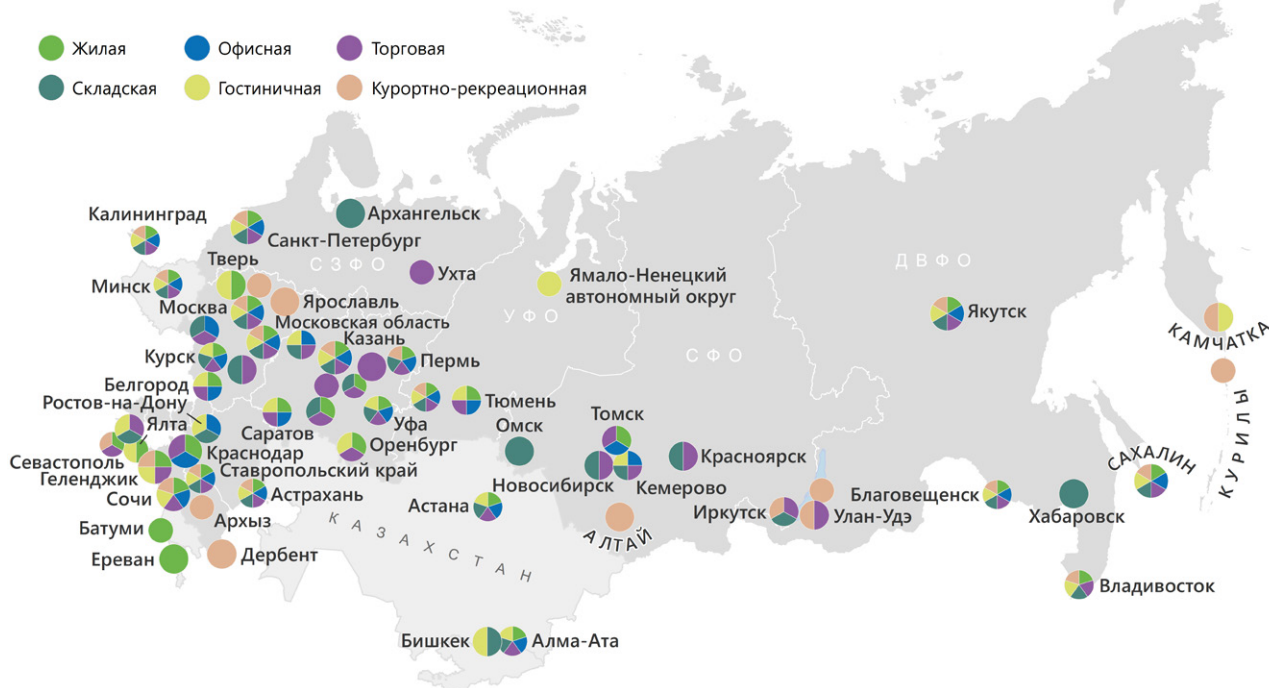 Жилая
Офисная
Торговая
Складская
Гостиничная
Курортно-рекреационная
Калининград
Санкт-Петербург
Архангельск
СЗФО
Ухта
Тверь
Минск
Ярославль
Москва
Московская область
Казань
Курск
Пермь
УФО
Ямало-Ненецкий
автономный округ
ДВФО
Якутск
КАМЧАТКА
КУРИЛЫ
СФО
Белгород
Ростов-на-Дону
Ялта
Саратов
Уфа
Тюмень
Оренбург
Омск
Томск
Красноярск
Краснодар
Севастополь
Ставропольский край
Геленджик
Новосибирск
Кемерово
САХАЛИН
Сочи
Астрахань
Астана
Благовещенск
Хабаровск
Иркутск
Улан-Удэ
Архыз
АЛТАЙ
Батуми
КАЗАХСТАН
Ереван
Дербент
Владивосток
Бишкек
Алма-Ата